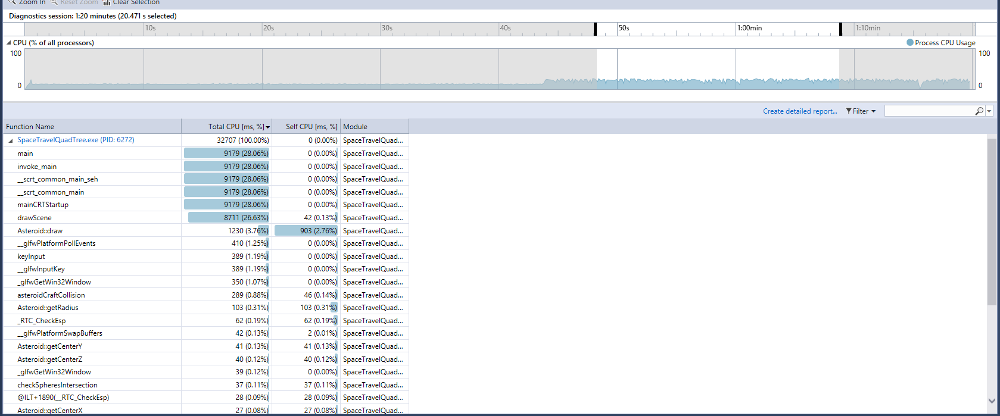 Zoom In Reset Zoom Clear Selection
Diagnostics session: 1:20 minutes (20.471 s selected)
10s 20s 30s 40s 50s 1:00min 1:10min
CPU (% of all processors) Process CPU Usage
100 100
0 0
Create detailed report... Filter
Function Name Total CPU [ms, %] Self CPU [ms, %] Module
SpaceTravelQuadTree.exe (PID: 6272) 32707 (100.00%) 0 (0.00%) SpaceTravelQuad...
main 9179 (28.06%) 0 (0.00%) SpaceTravelQuad...
invoke_main 9179 (28.06%) 0 (0.00%) SpaceTravelQuad...
__scrt_common_main_seh 9179 (28.06%) 0 (0.00%) SpaceTravelQuad...
__scrt_common_main 9179 (28.06%) 0 (0.00%) SpaceTravelQuad...
mainCRTStartup 9179 (28.06%) 0 (0.00%) SpaceTravelQuad...
drawScene 8711 (26.63%) 42 (0.13%) SpaceTravelQuad...
Asteroid::draw 1230 (3.76%) 903 (2.76%) SpaceTravelQuad...
__glfwPlatformPollEvents 410 (1.25%) 0 (0.00%) SpaceTravelQuad...
keyInput 389 (1.19%) 0 (0.00%) SpaceTravelQuad...
__glfwInputKey 389 (1.19%) 0 (0.00%) SpaceTravelQuad...
_glfwGetWin32Window 350 (1.07%) 0 (0.00%) SpaceTravelQuad...
asteroidCraftCollision 289 (0.88%) 46 (0.14%) SpaceTravelQuad...
Asteroid::getRadius 103 (0.31%) 103 (0.31%) SpaceTravelQuad...
_RTC_CheckEsp 62 (0.19%) 62 (0.19%) SpaceTravelQuad...
__glfwPlatformSwapBuffers 42 (0.13%) 2 (0.01%) SpaceTravelQuad...
Asteroid::getCenterY 41 (0.13%) 41 (0.13%) SpaceTravelQuad...
Asteroid::getCenterZ 40 (0.12%) 40 (0.12%) SpaceTravelQuad...
_glfwGetWin32Window 39 (0.12%) 0 (0.00%) SpaceTravelQuad...
checkSpheresIntersection 37 (0.11%) 37 (0.11%) SpaceTravelQuad...
@ILT+1890(__RTC_CheckEsp) 28 (0.09%) 28 (0.09%) SpaceTravelQuad...
Asteroid::getCenterX 27 (0.08%) 27 (0.08%) SpaceTravelQuad...